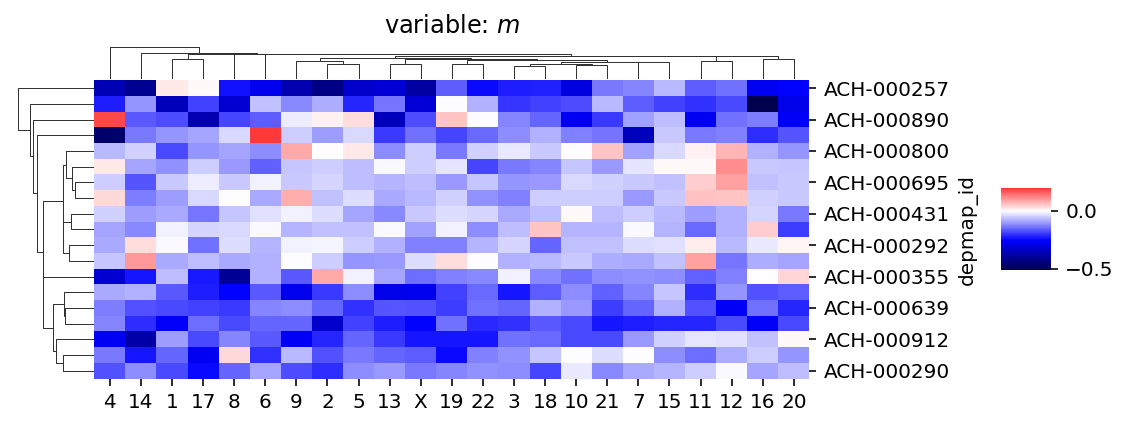 variable: m
ACH-000257
ACH-000890
ACH-000800
ACH-000695
ACH-000431
ACH-000292
ACH-000355
ACH-000639
ACH-000912
ACH-000290
depmap_id
0.0
−0.5
4 14 1 17 8 6 9 2 5 13 X 19 22 3 18 10 21 7 15 11 12 16 20